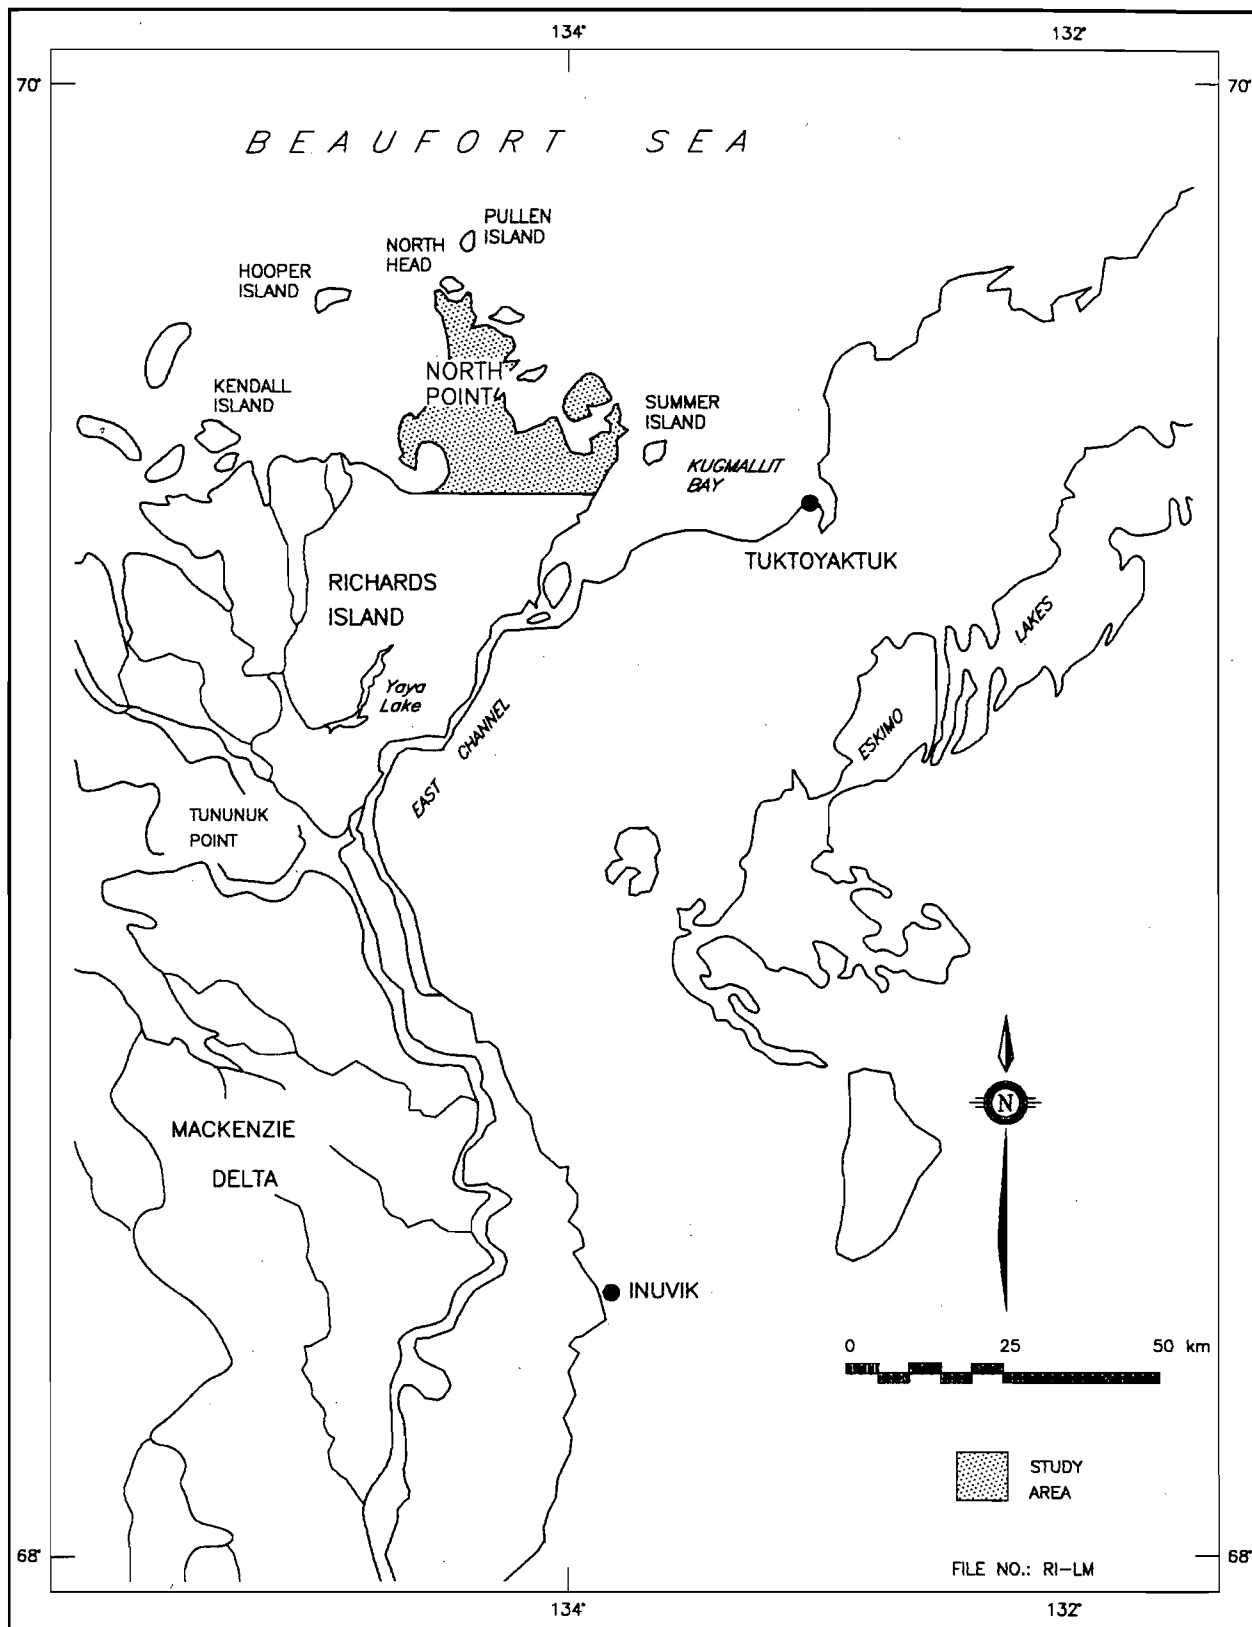 134° 132°
70° 70°
BEAUFORT SEA
PULLEN
ISLAND
NORTH
HEAD
HOOPER
ISLAND
NORTH
POINT
KENDALL
ISLAND
SUMMER
ISLAND
KUGMALLIT
BAY
TUKTOYAKTUK
RICHARDS
ISLAND
LAKES
Yaya
Lake
ESKIMO
CHANNEL
EAST
TUNUNUK
POINT
MACKENZIE
DELTA
N
INUVIK
0 25 50 km
STUDY
AREA
68° 68°
FILE NO.: RI-LM
134° 132°